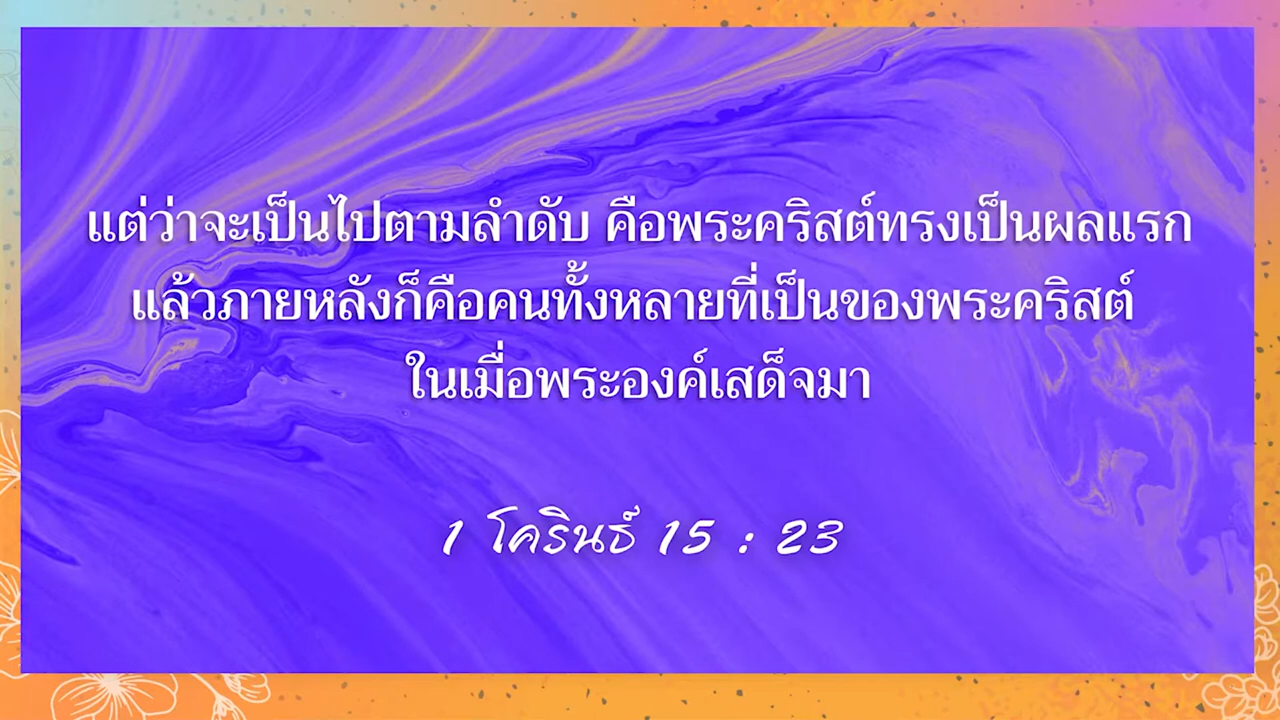 แต่ว่าจะเป็นไปตามลำดับ คือพระคริสต์ทรงเป็นผลแรก
แล้วภายหลังก็คือคนทั้งหลายที่เป็นของพระคริสต์
ในเมื่อพระองค์เสด็จมา
1 โครินธ์ 15 : 23